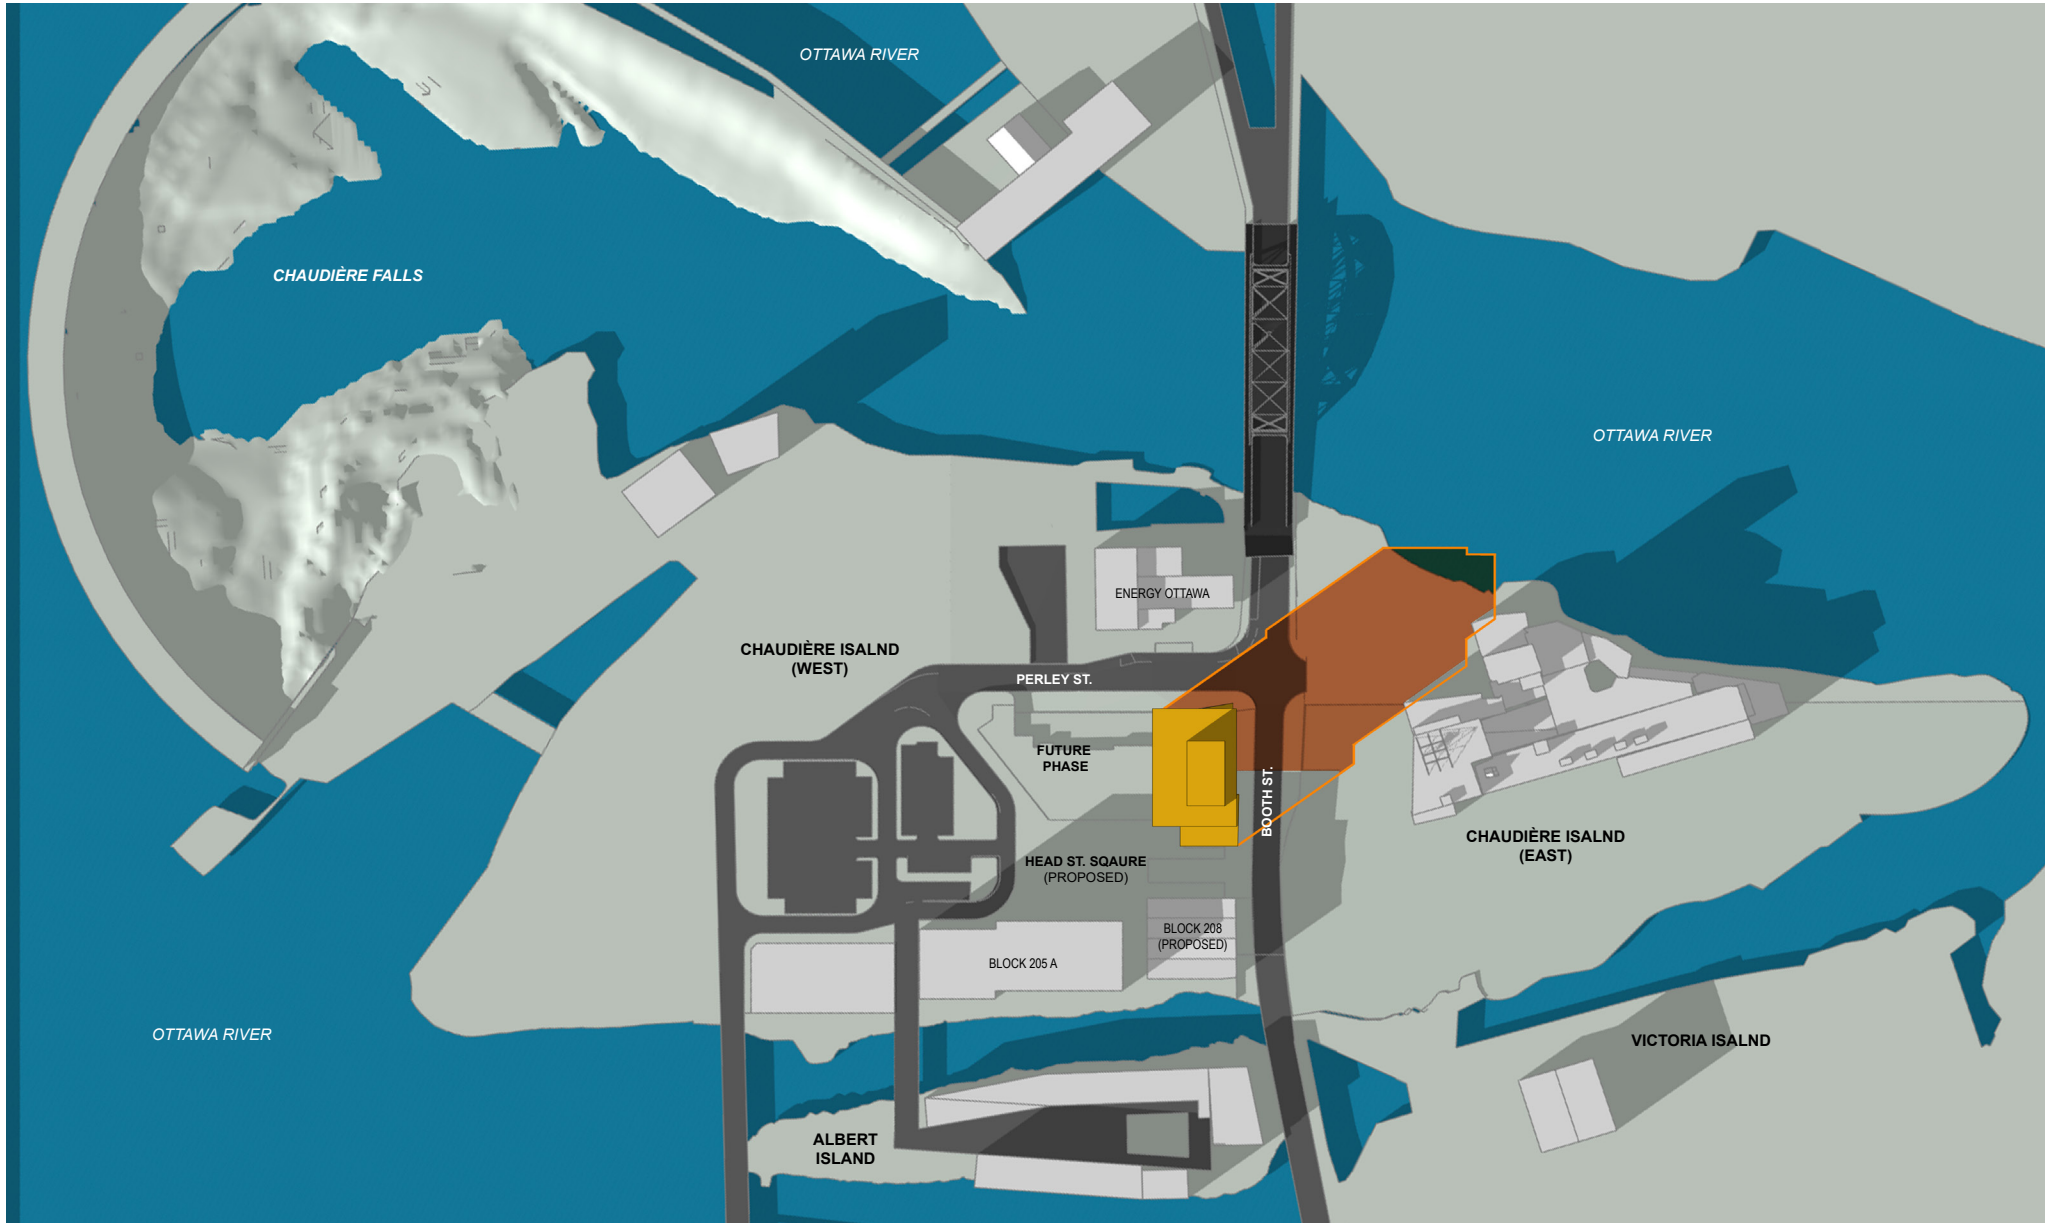 OTTAWA RIVER
CHAUDIÈRE FALLS
OTTAWA RIVER
ENERGY OTTAWA
CHAUDIÈRE ISALND
(WEST)
PERLEY ST.
FUTURE
PHASE
BOOTH ST.
CHAUDIÈRE ISALND
(EAST)
HEAD ST. SQAURE
(PROPOSED)
BLOCK 208
(PROPOSED)
BLOCK 205 A
OTTAWA RIVER
VICTORIA ISALND
ALBERT
ISLAND